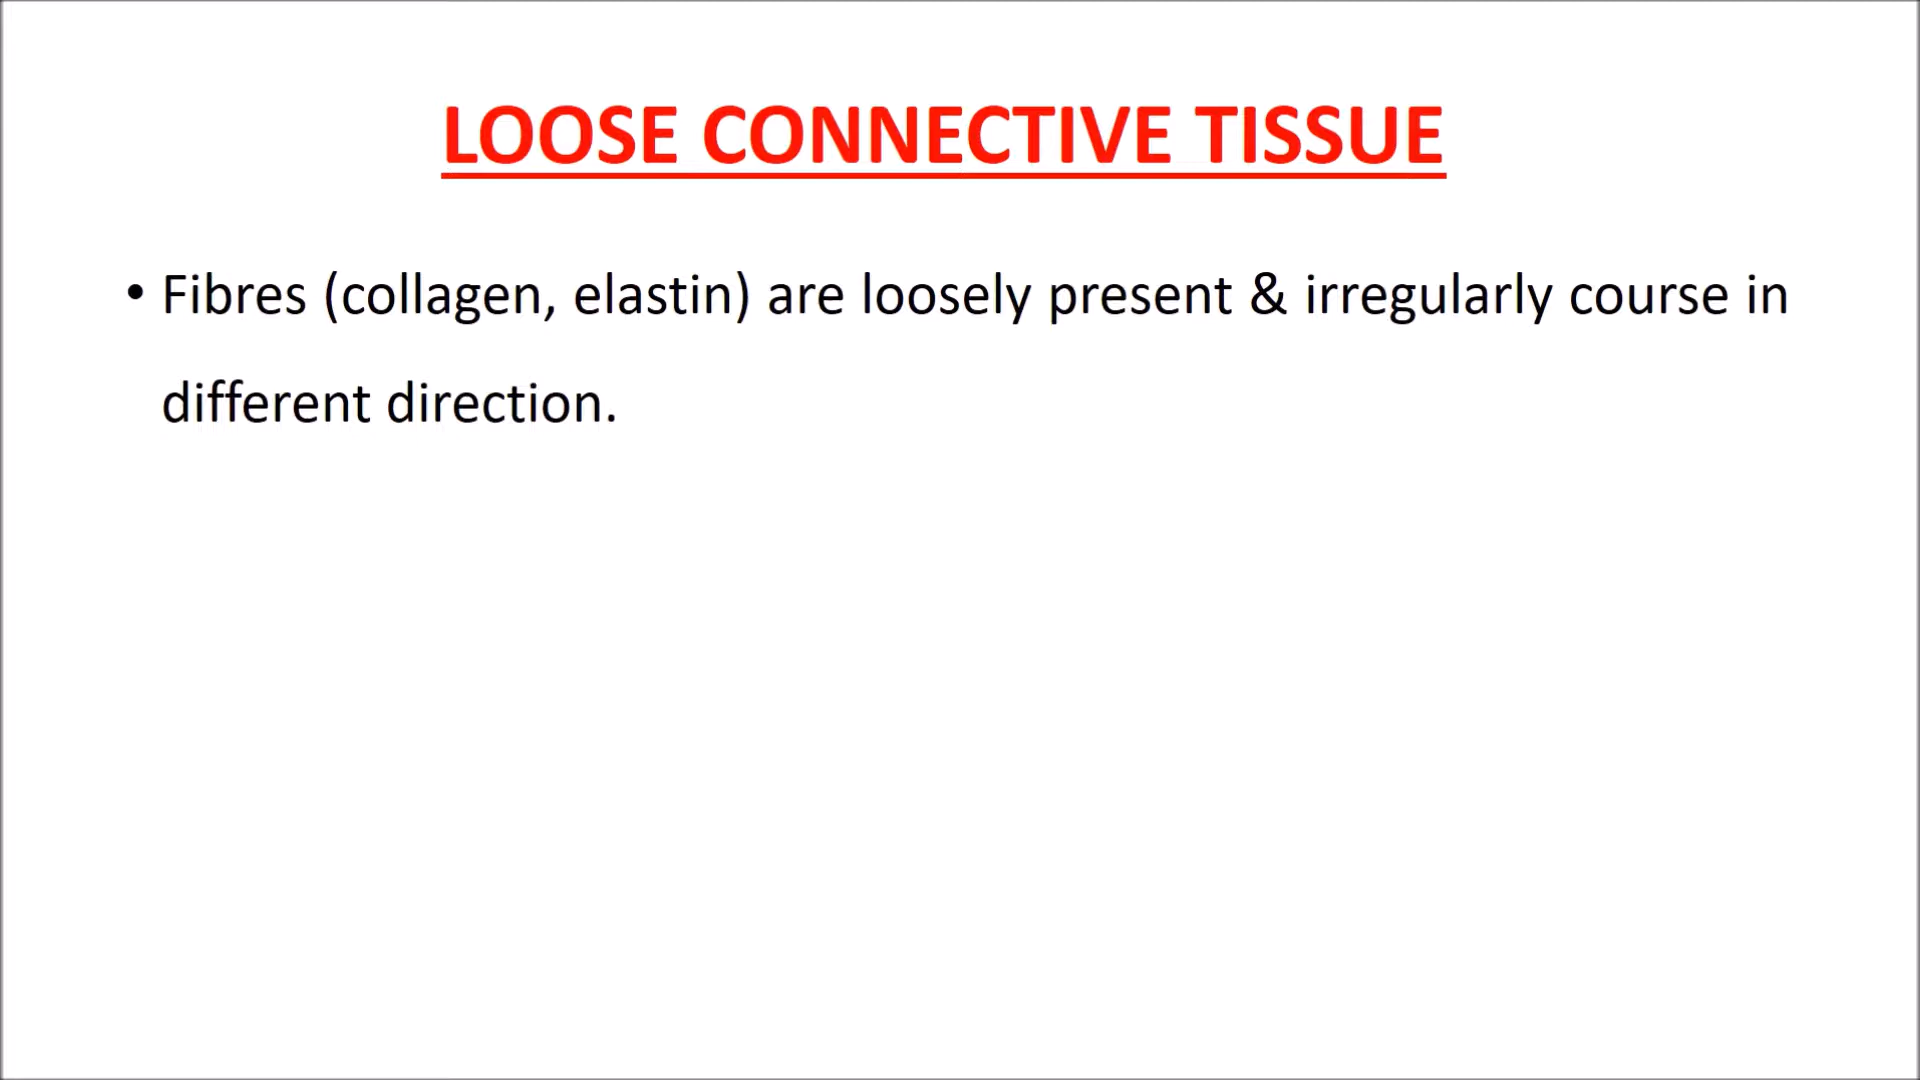 LOOSE CONNECTIVE TISSUE
• Fibres (collagen, elastin) are loosely present & irregularly course in
different direction.